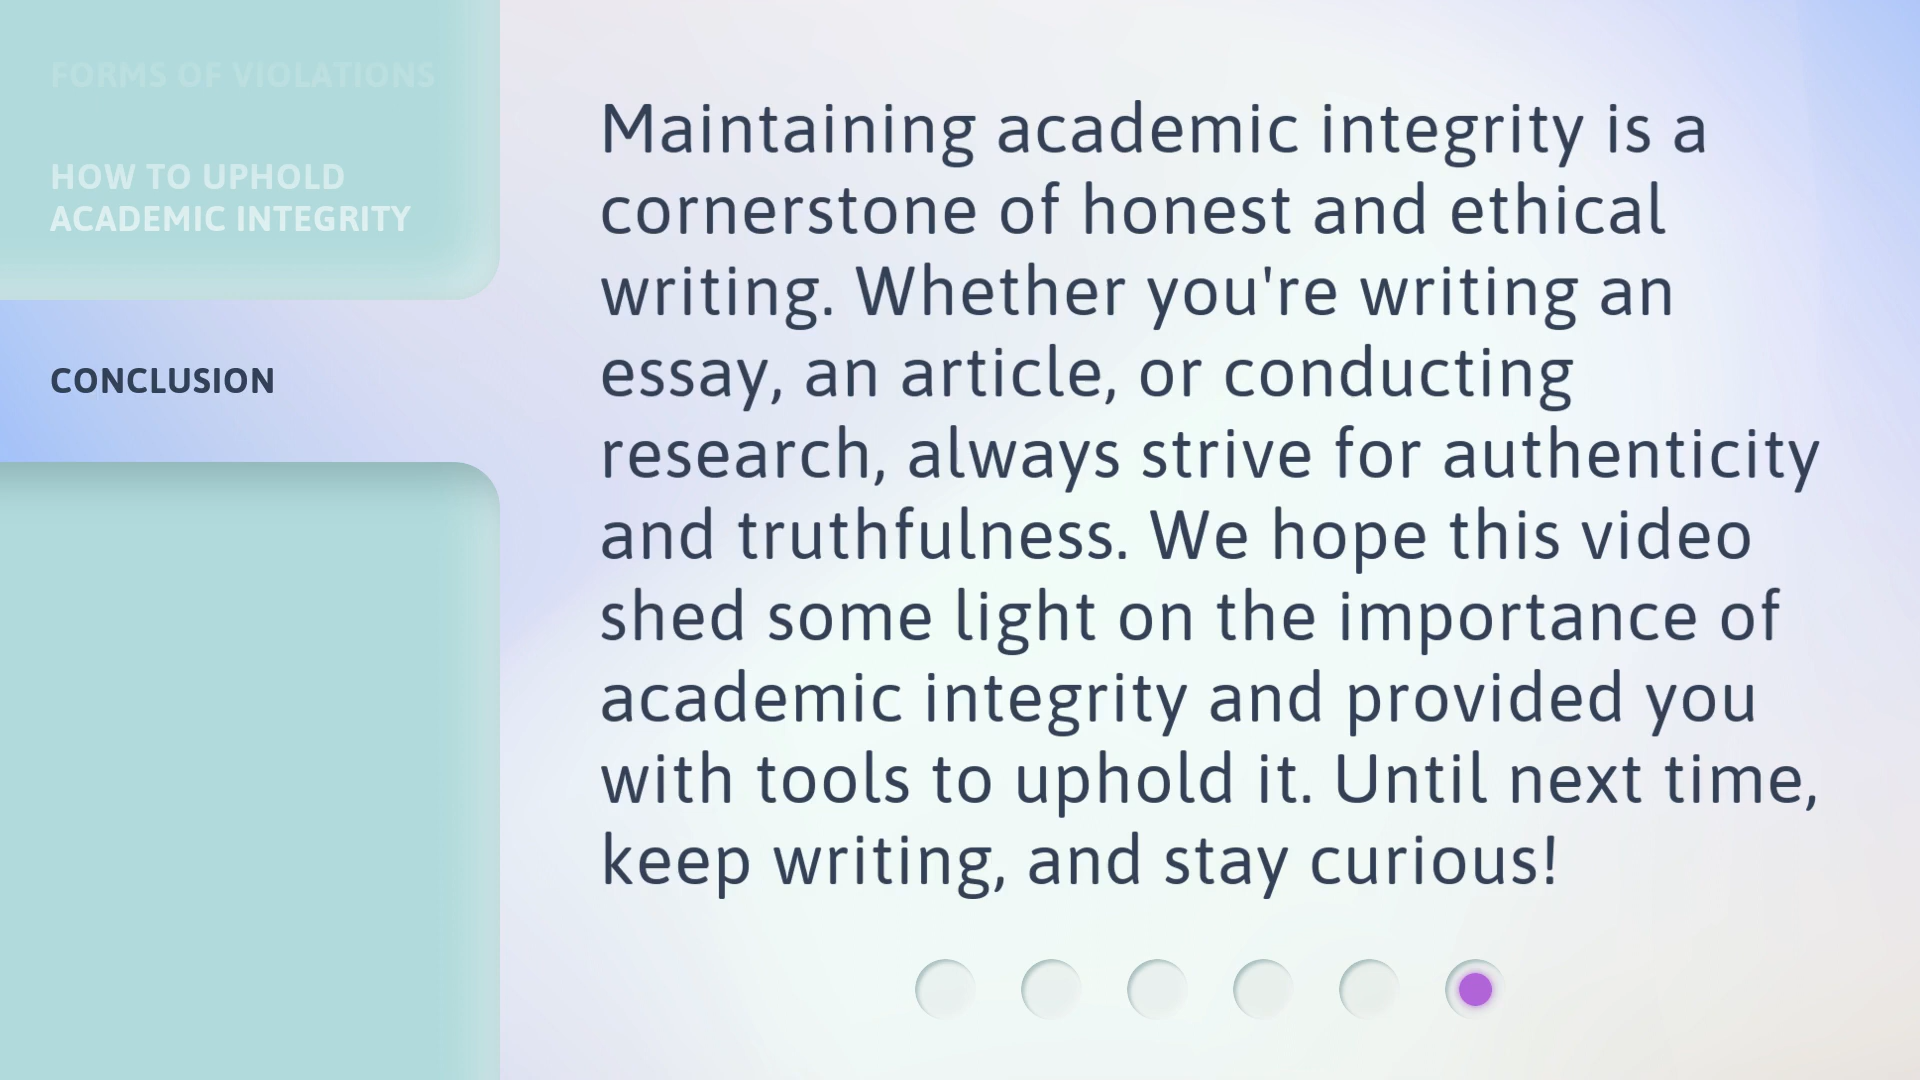 FORMS OF VIOLATIONS
HOW TO UPHOLD
ACADEMIC INTEGRITY
CONCLUSION
Maintaining academic integrity is a
cornerstone of honest and ethical
writing. Whether you're writing an
essay, an article, or conducting
research, always strive for authenticity
and truthfulness. We hope this video
shed some light on the importance of
academic integrity and provided you
with tools to uphold it. Until next time,
keep writing, and stay curious!